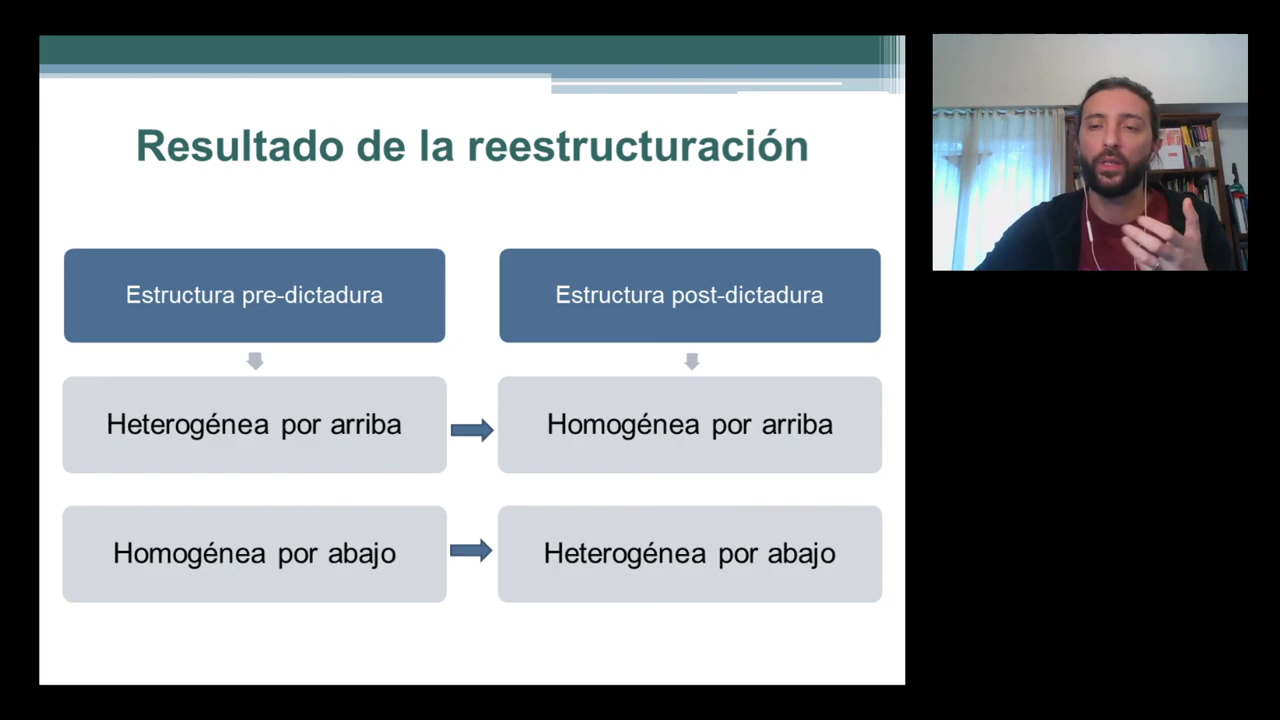 Resultado de la reestructuración
Estructura pre-dictadura
Estructura post-dictadura
Heterogénea por arriba
Homogénea por arriba
Homogénea por abajo
Heterogénea por abajo